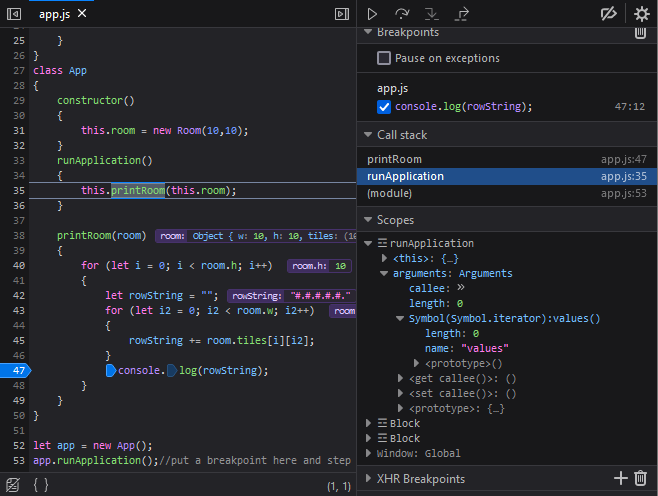 app.js
25 }
26 }
27 class App
28 {
29 constructor()
30 {
31 this.room = new Room(10,10);
32 }
33 runApplication()
34 {
35 this.printRoom(this.room);
36 }
37
38 printRoom(room) room: Object { w: 10, h: 10, tiles: (10
39 {
40 for (let i = 0; i < room.h; i++) room.h: 10
41 {
42 let rowString = ""; rowString: "#.#.#.#."
43 for (let i2 = 0; i2 < room.w; i2++) room
44 {
45 rowString += room.tiles[i][i2];
46 }
47 console.log(rowString);
48 }
49 }
50 }
51
52 let app = new App();
53 app.runApplication();//put a breakpoint here and step
{ }
(1, 1)
Breakpoints
Pause on exceptions
app.js
console.log(rowString); 47:12
Call stack
printRoom app.js:47
runApplication app.js:35
(module) app.js:53
Scopes
runApplication
<this>: {…}
arguments: Arguments
callee: »
length: 0
Symbol(Symbol.iterator):values()
length: 0
name: "values"
<prototype>()
<get callee()>: ()
<set callee()>: ()
<prototype>: {…}
Block
Block
Window: Global
XHR Breakpoints